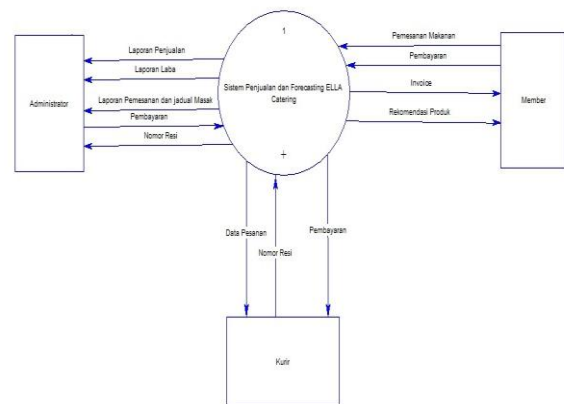 1
Pemesanan Makanan
Laporan Penjualan
Pembayaran
Laporan Laba
Sistem Penjualan dan Forecasting ELLA
Catering
Invoice
Administrator
Member
Laporan Pemesanan dan jadual Masak
Rekomendasi Produk
Pembayaran
Nomor Resi
+
Data Pesanan
Pembayaran
Nomor Resi
Kurir